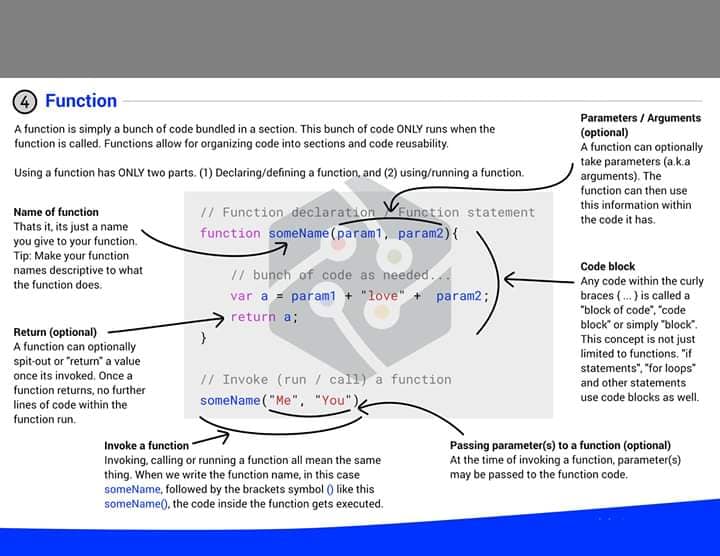 4 Function
A function is simply a bunch of code bundled in a section. This bunch of code ONLY runs when the
function is called. Functions allow for organizing code into sections and code reusability.
Using a function has ONLY two parts. (1) Declaring/defining a function, and (2) using/running a function.
Parameters / Arguments
(optional)
A function can optionally
take parameters (a.k.a
arguments). The
function can then use
this information within
the code it has.
Name of function
Thats it, its just a name
you give to your function.
Tip: Make your function
names descriptive to what
the function does.
// Function declaration / Function statement
function someName(param1, param2){
// bunch of code as needed...
var a = param1 + "love" + param2;
return a;
}
// Invoke (run / call) a function
someName("Me", "You")
Code block
Any code within the curly
braces { ... } is called a
"block of code", "code
block" or simply "block".
This concept is not just
limited to functions. "if
statements", "for loops"
and other statements
use code blocks as well.
Return (optional)
A function can optionally
spit-out or "return" a value
once its invoked. Once a
function returns, no further
lines of code within the
function run.
Invoke a function
Invoking, calling or running a function all mean the same
thing. When we write the function name, in this case
someName, followed by the brackets symbol () like this
someName(), the code inside the function gets executed.
Passing parameter(s) to a function (optional)
At the time of invoking a function, parameter(s)
may be passed to the function code.